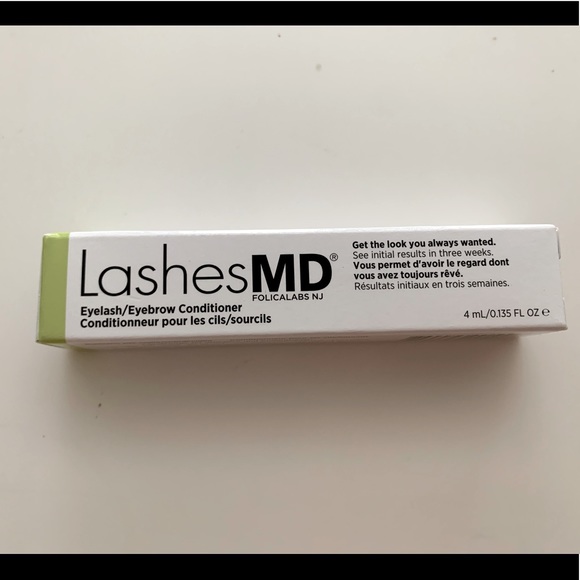 LashesMD®
FOLICALABS NJ
Eyelash/Eyebrow Conditioner
Conditionneur pour les cils/sourcils
Get the look you always wanted.
See initial results in three weeks.
Vous permet d'avoir le regard dont
vous avez toujours rêvé.
Résultats initiaux en trois semaines.
4 mL/0.135 FL OZ ℮